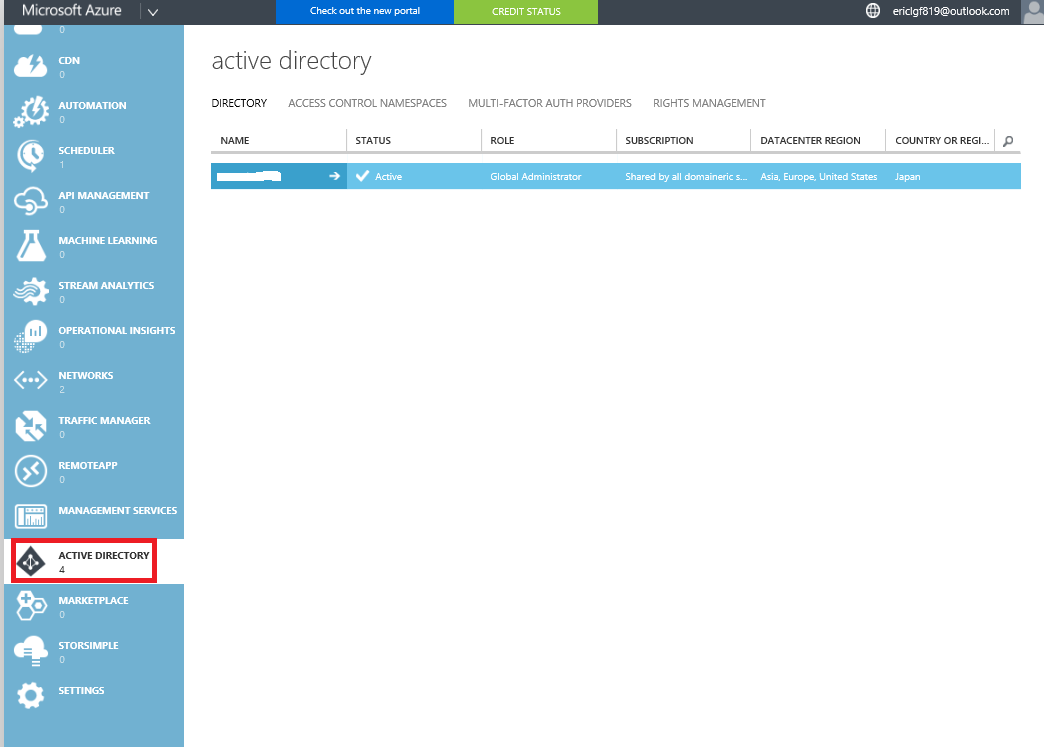 Microsoft Azure
Check out the new portal
CREDIT STATUS
ericlgf819@outlook.com
0
CDN
0
AUTOMATION
0
SCHEDULER
1
API MANAGEMENT
0
MACHINE LEARNING
0
STREAM ANALYTICS
0
OPERATIONAL INSIGHTS
0
NETWORKS
2
TRAFFIC MANAGER
0
REMOTEAPP
0
MANAGEMENT SERVICES
ACTIVE DIRECTORY
4
MARKETPLACE
0
STORSIMPLE
0
SETTINGS
active directory
DIRECTORY ACCESS CONTROL NAMESPACES MULTI-FACTOR AUTH PROVIDERS RIGHTS MANAGEMENT
NAME STATUS ROLE SUBSCRIPTION DATACENTER REGION COUNTRY OR REGI...
Active Global Administrator Shared by all domaineric s... Asia, Europe, United States Japan